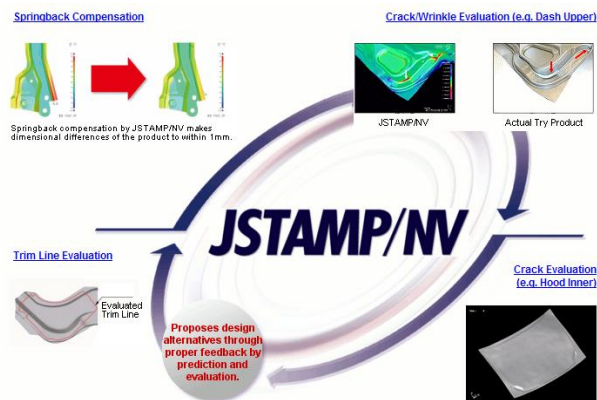 Springback Compensation
Crack/Wrinkle Evaluation (e.g. Dash Upper)
JSTAMP/NV
Actual Try Product
Springback compensation by JSTAMP/NV makes
dimensional differences of the product to within 1mm.
JSTAMP/NV
Trim Line Evaluation
Evaluated
Trim Line
Crack Evaluation
(e.g. Hood Inner)
Proposes design
alternatives through
proper feedback by
prediction and
evaluation.